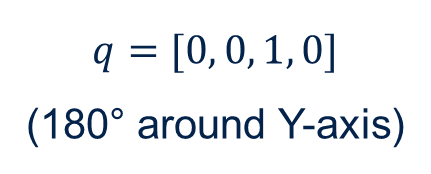 q = [0, 0, 1, 0]
(180° around Y-axis)